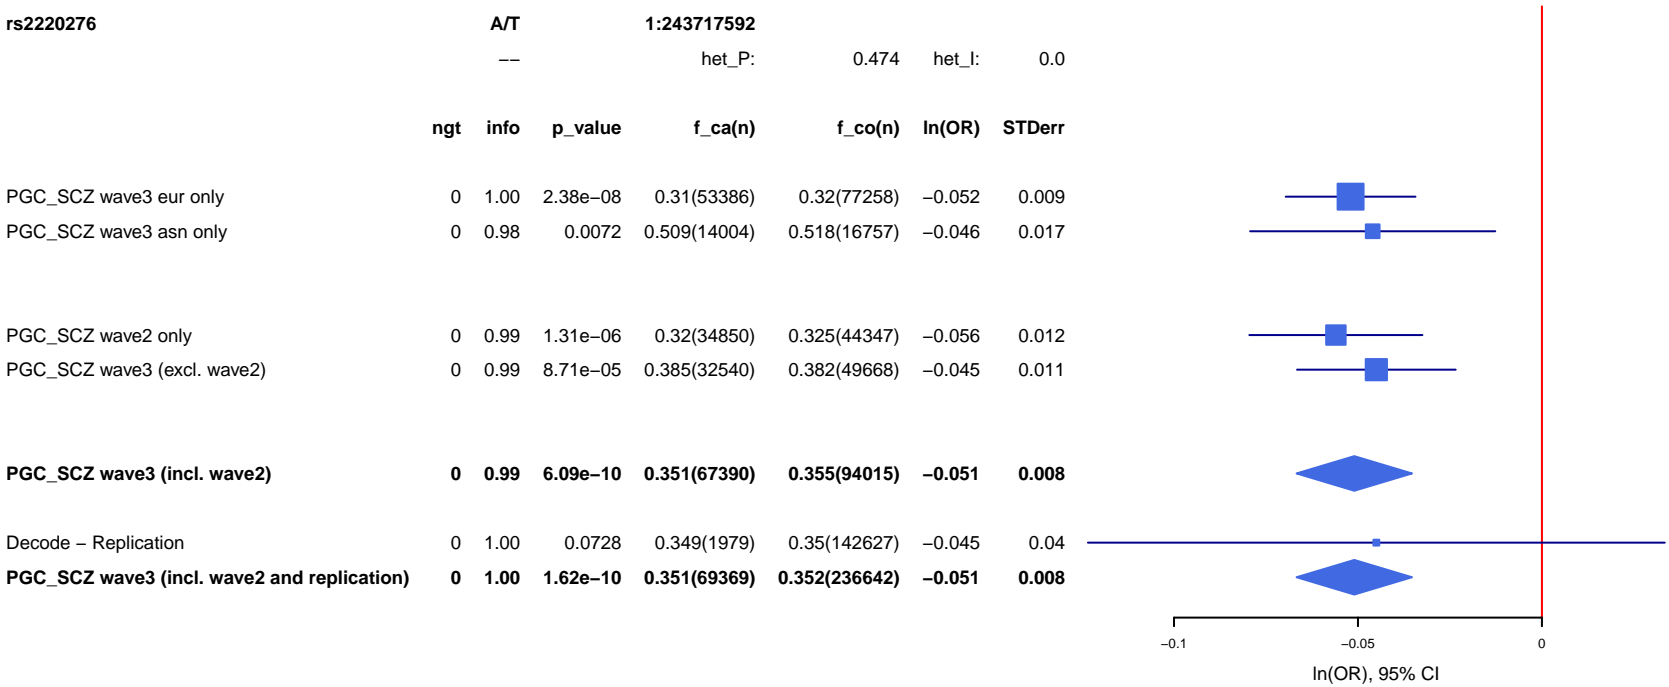 rs2220276 A/T 1:243717592
−− het_P: 0.474 het_I: 0.0
ngt info p_value f_ca(n) f_co(n) ln(OR) STDerr
PGC_SCZ wave3 eur only 0 1.00 2.38e−08 0.31(53386) 0.32(77258) −0.052 0.009
PGC_SCZ wave3 asn only 0 0.98 0.0072 0.509(14004) 0.518(16757) −0.046 0.017
PGC_SCZ wave2 only 0 0.99 1.31e−06 0.32(34850) 0.325(44347) −0.056 0.012
PGC_SCZ wave3 (excl. wave2) 0 0.99 8.71e−05 0.385(32540) 0.382(49668) −0.045 0.011
PGC_SCZ wave3 (incl. wave2) 0 0.99 6.09e−10 0.351(67390) 0.355(94015) −0.051 0.008
Decode − Replication 0 1.00 0.0728 0.349(1979) 0.35(142627) −0.045 0.04
PGC_SCZ wave3 (incl. wave2 and replication) 0 1.00 1.62e−10 0.351(69369) 0.352(236642) −0.051 0.008
−0.1 −0.05 0
ln(OR), 95% CI